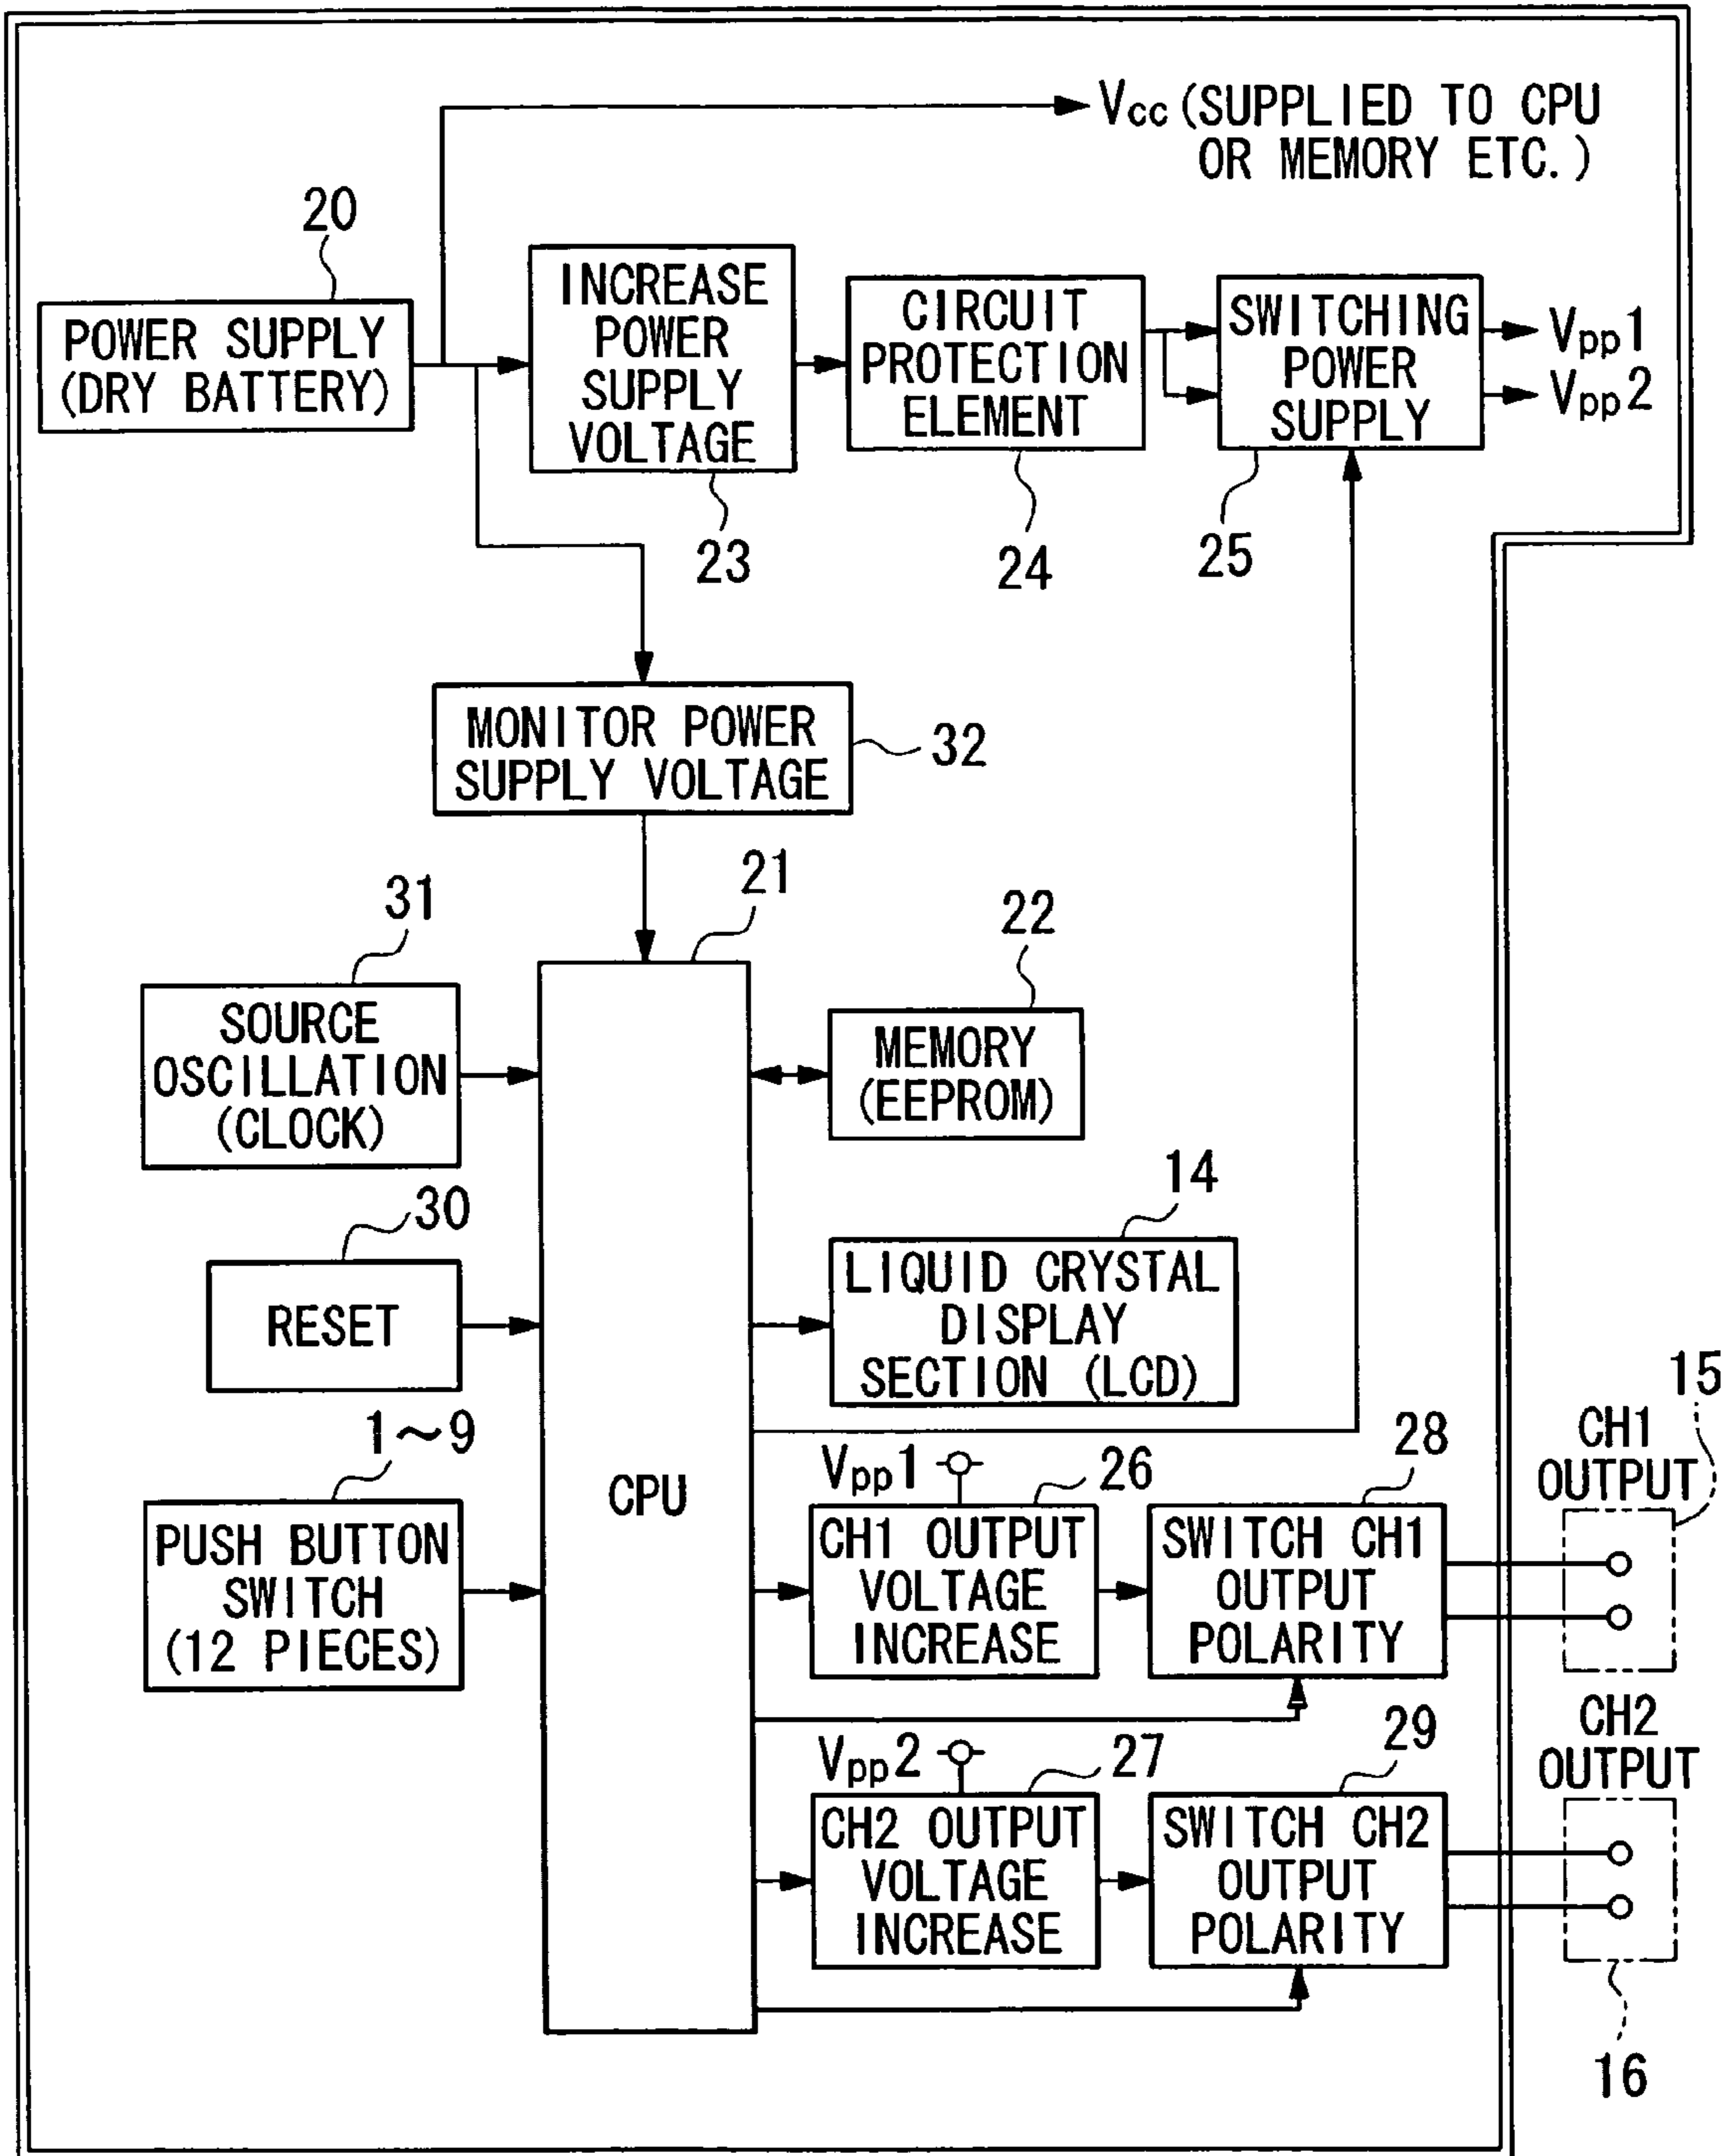 Vcc (SUPPLIED TO CPU
OR MEMORY ETC.)
20
POWER SUPPLY
(DRY BATTERY)
INCREASE
POWER
SUPPLY
VOLTAGE
23
CIRCUIT
PROTECTION
ELEMENT
24
SWITCHING
POWER
SUPPLY
25
Vpp1
Vpp2
MONITOR POWER
SUPPLY VOLTAGE
32
21
31
SOURCE
OSCILLATION
(CLOCK)
22
MEMORY
(EEPROM)
30
RESET
14
LIQUID CRYSTAL
DISPLAY
SECTION (LCD)
1~9
PUSH BUTTON
SWITCH
(12 PIECES)
CPU
Vpp1
26
CH1 OUTPUT
VOLTAGE
INCREASE
28
SWITCH CH1
OUTPUT
POLARITY
15
CH1
OUTPUT
Vpp2
27
CH2 OUTPUT
VOLTAGE
INCREASE
29
SWITCH CH2
OUTPUT
POLARITY
CH2
OUTPUT
16